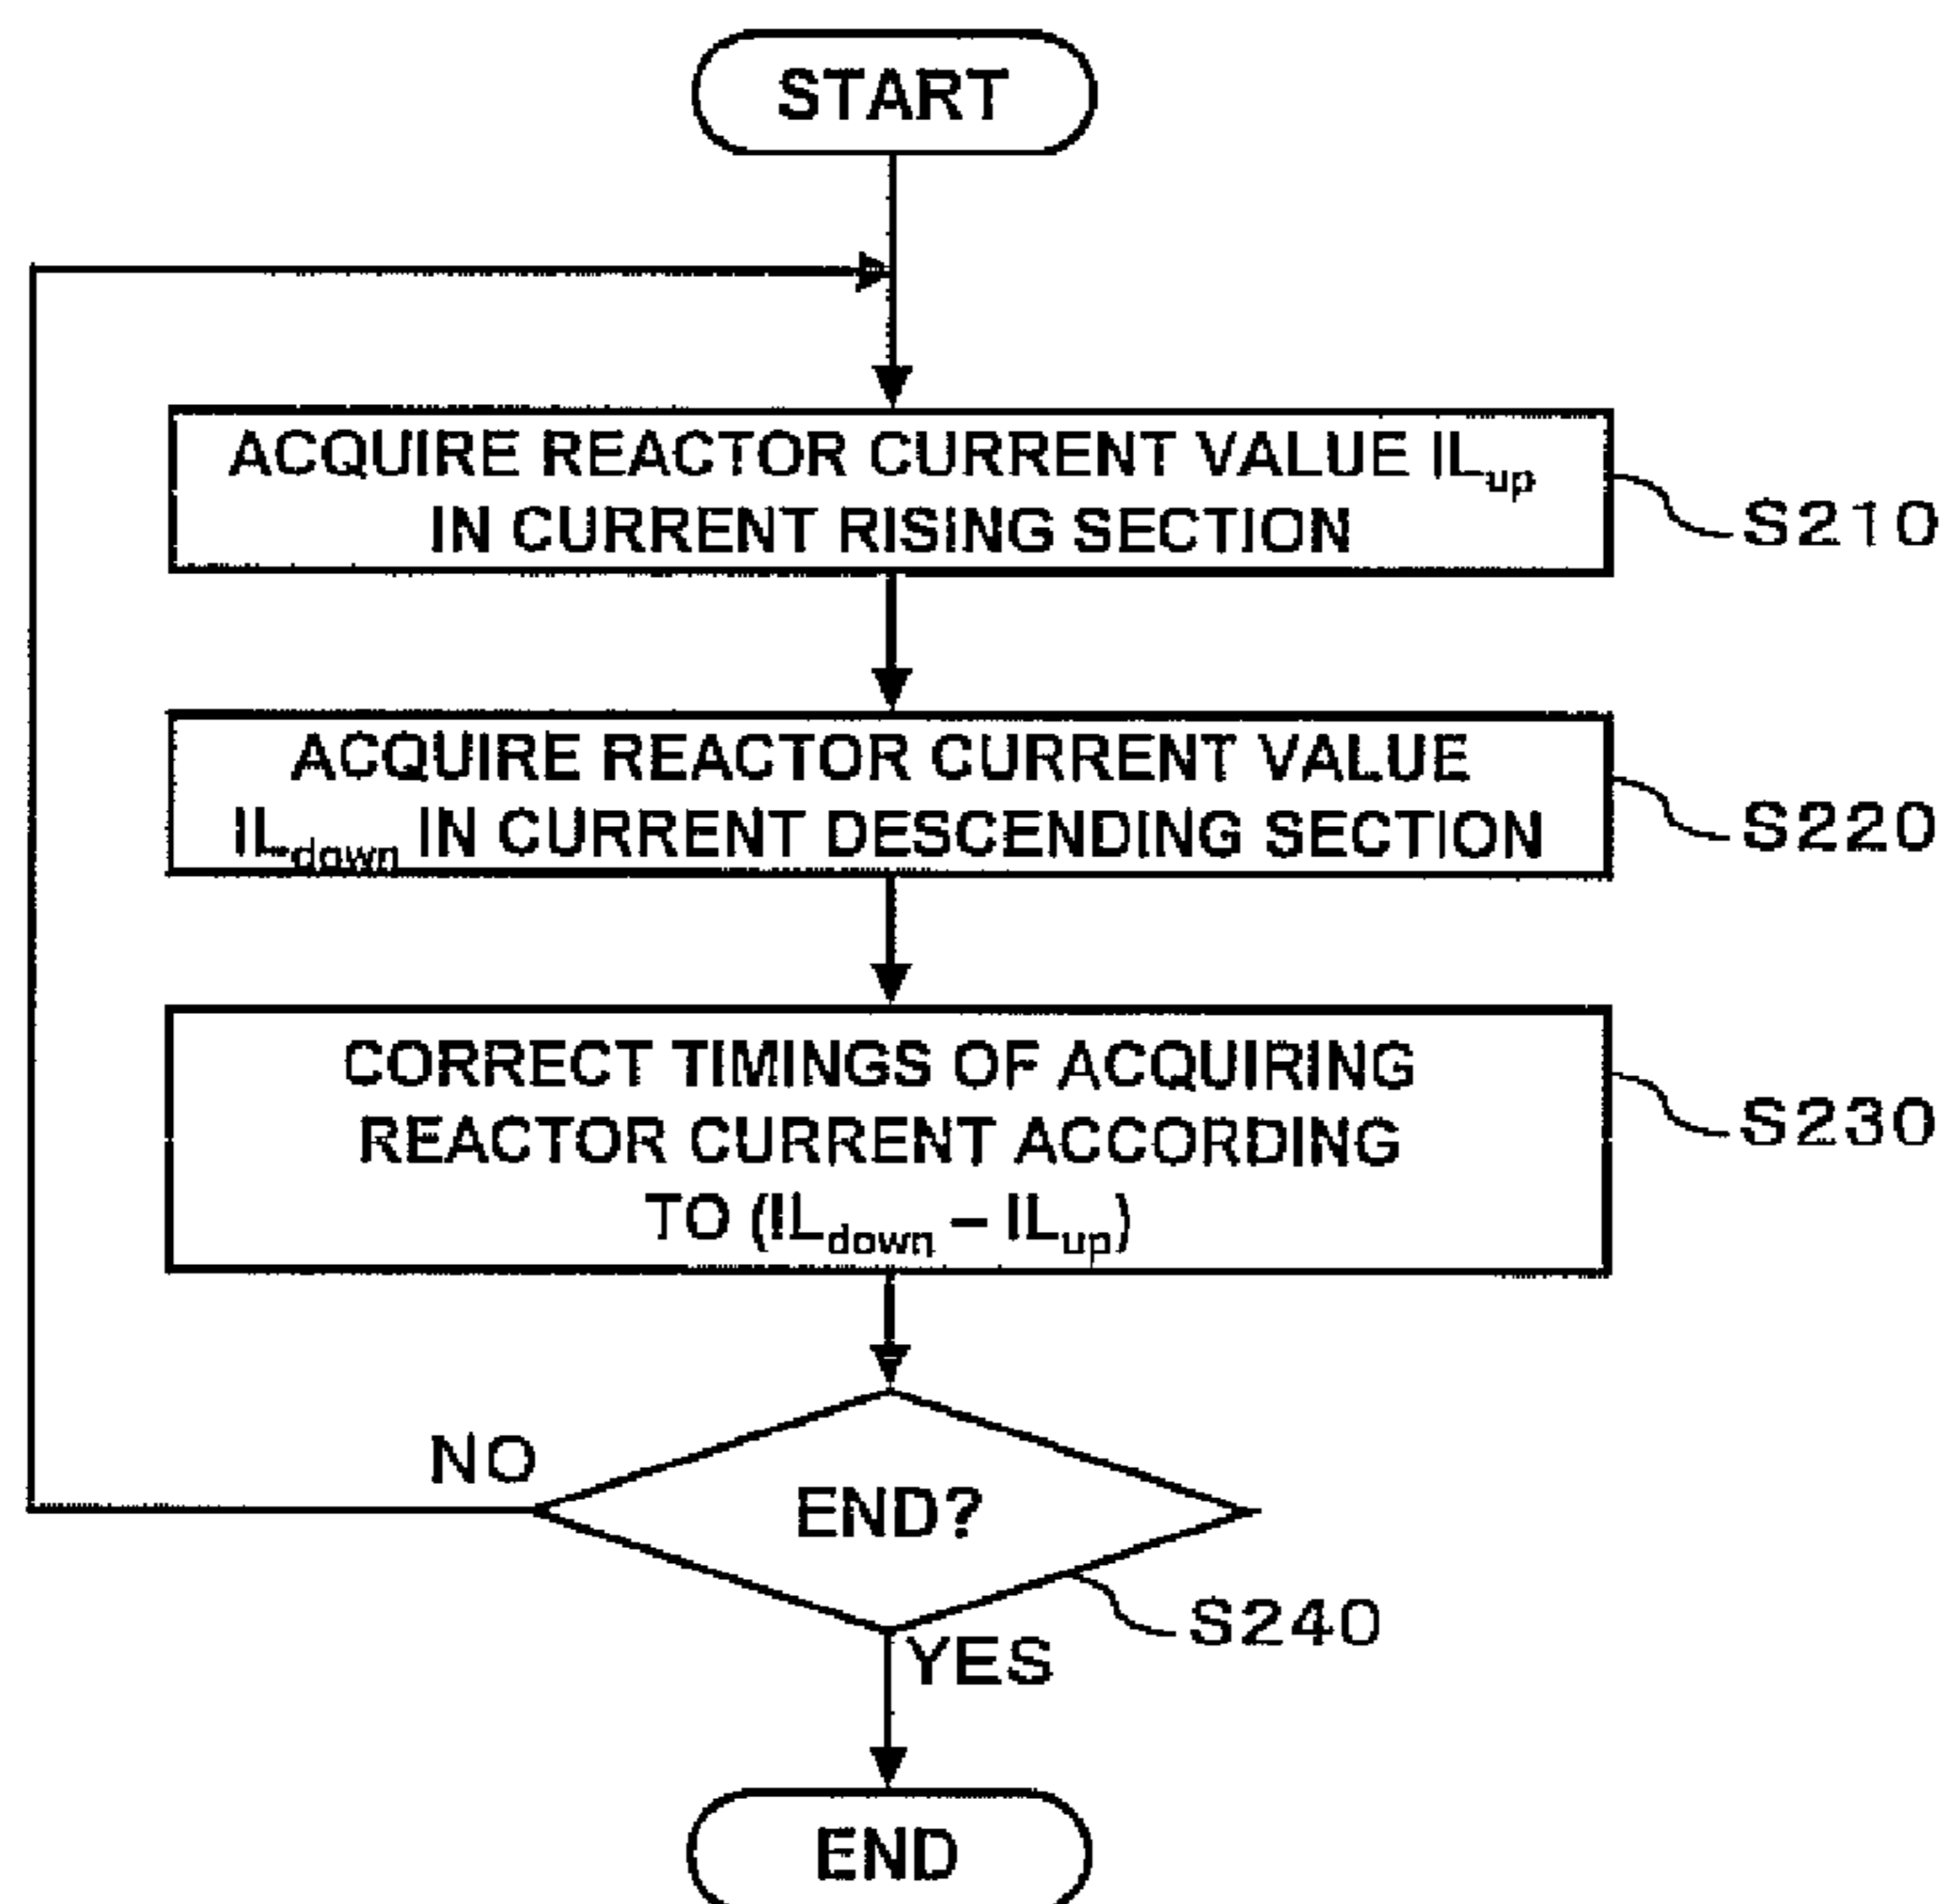 START
ACQUIRE REACTOR CURRENT VALUE ILup
IN CURRENT RISING SECTION
S210
ACQUIRE REACTOR CURRENT VALUE
ILdown IN CURRENT DESCENDING SECTION
S220
CORRECT TIMINGS OF ACQUIRING
REACTOR CURRENT ACCORDING
TO (ILdown – ILup)
S230
NO
END?
S240
YES
END